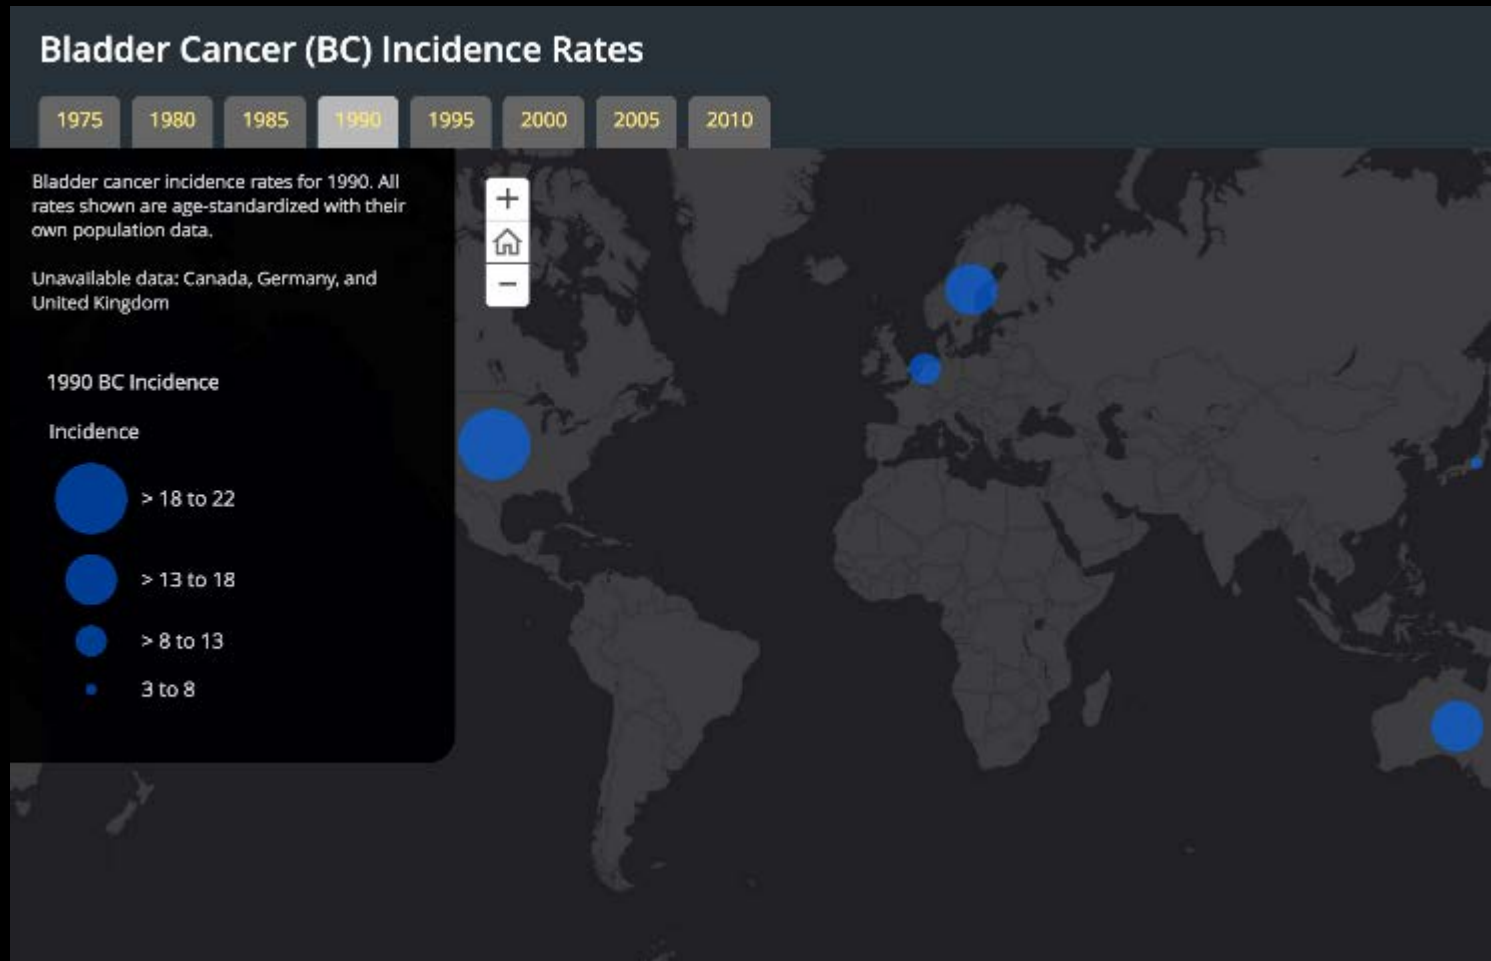 Bladder Cancer (BC) Incidence Rates
1975 1980 1985 1990 1995 2000 2005 2010
Bladder cancer incidence rates for 1990. All
rates shown are age-standardized with their
own population data.
Unavailable data: Canada, Germany, and
United Kingdom
1990 BC Incidence
Incidence
> 18 to 22
> 13 to 18
> 8 to 13
3 to 8
+
−